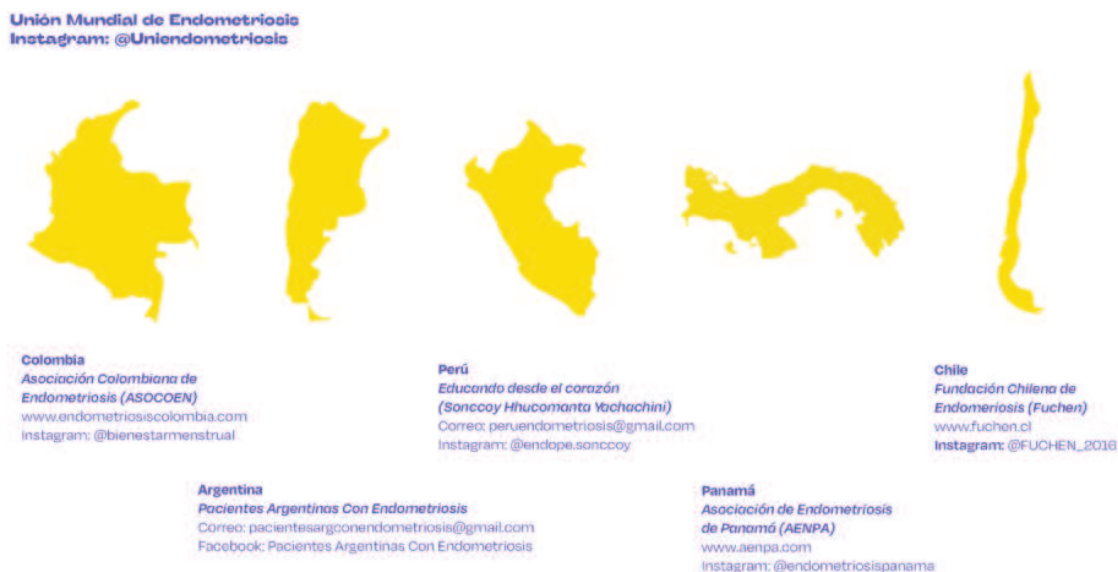 Unión Mundial de Endometriosis
Instagram: @Uniendometriosis
Colombia
Asociación Colombiana de
Endometriosis (ASOCOEN)
www.endometriosiscolombia.com
Instagram: @bienestarmenstrual
Perú
Educando desde el corazón
(Sonccoy Hhucomanta Yachachini)
Correo: peruendometriosis@gmail.com
Instagram: @endope.sonccoy
Chile
Fundación Chilena de
Endomeriosis (Fuchen)
www.fuchen.cl
Instagram: @FUCHEN_2016
Argentina
Pacientes Argentinas Con Endometriosis
Correo: pacientesargconendometriosis@gmail.com
Facebook: Pacientes Argentinas Con Endometriosis
Panamá
Asociación de Endometriosis
de Panamá (AENPA)
www.aenpa.com
Instagram: @endometriosispanama